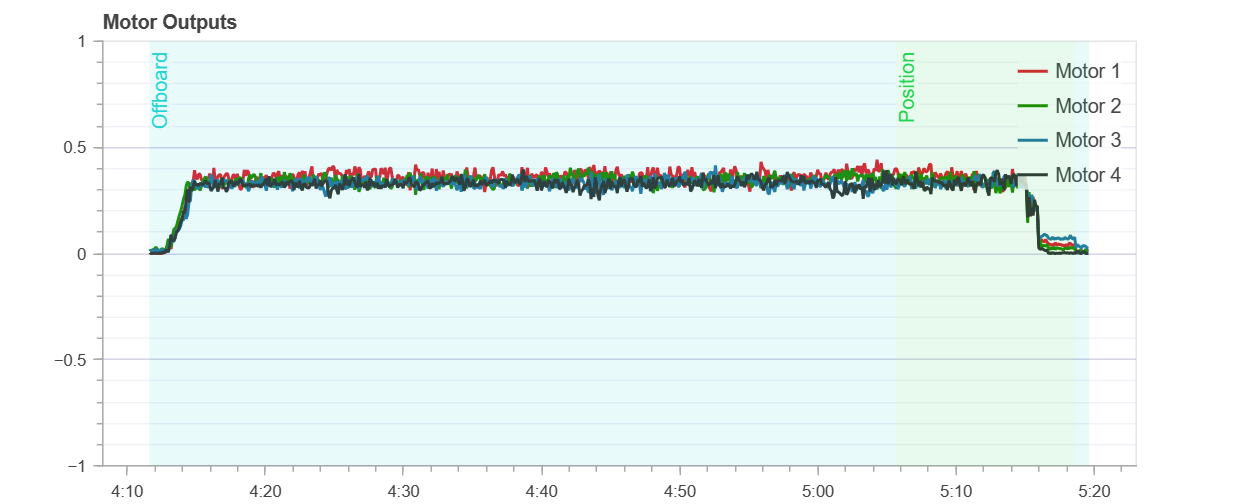 Motor Outputs
1
0.5
0
−0.5
−1
Offboard
Position
Motor 1
Motor 2
Motor 3
Motor 4
4:10
4:20
4:30
4:40
4:50
5:00
5:10
5:20